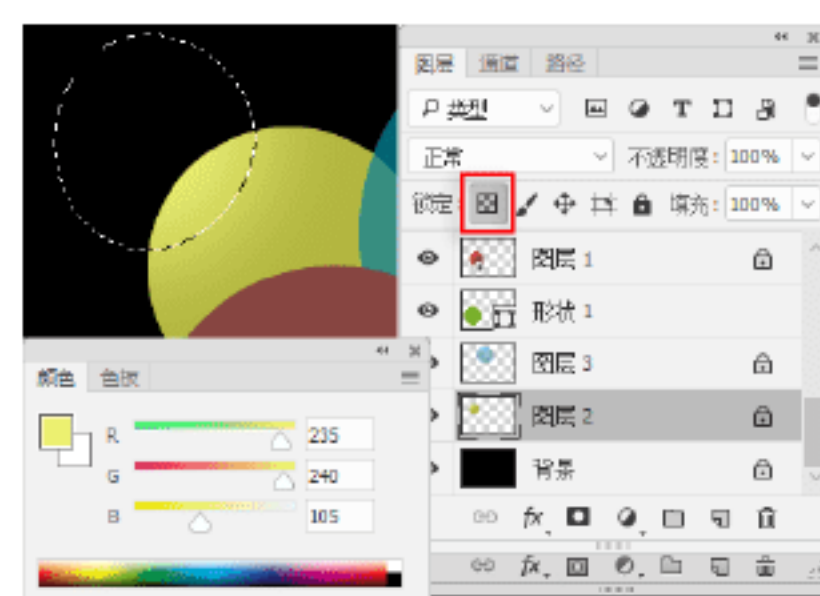 图层 通道 路径
类型
正常 不透明度: 100%
锁定: 填充: 100%
图层 1
形状 1
图层 3
图层 2
背景
fx
fx
颜色 色板
R 235
G 240
B 105